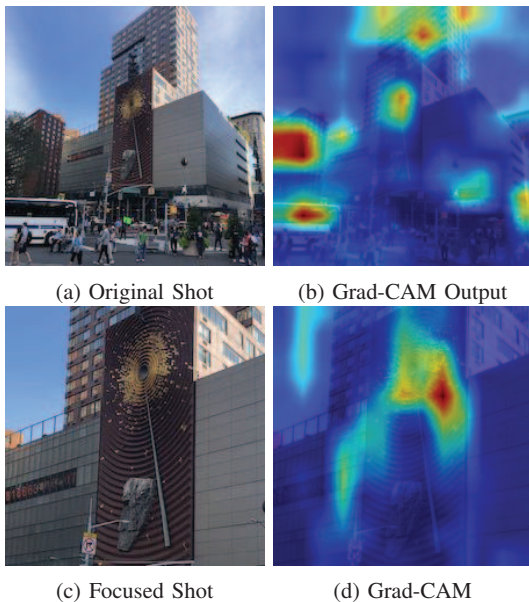 (a) Original Shot
(b) Grad-CAM Output
(c) Focused Shot
(d) Grad-CAM